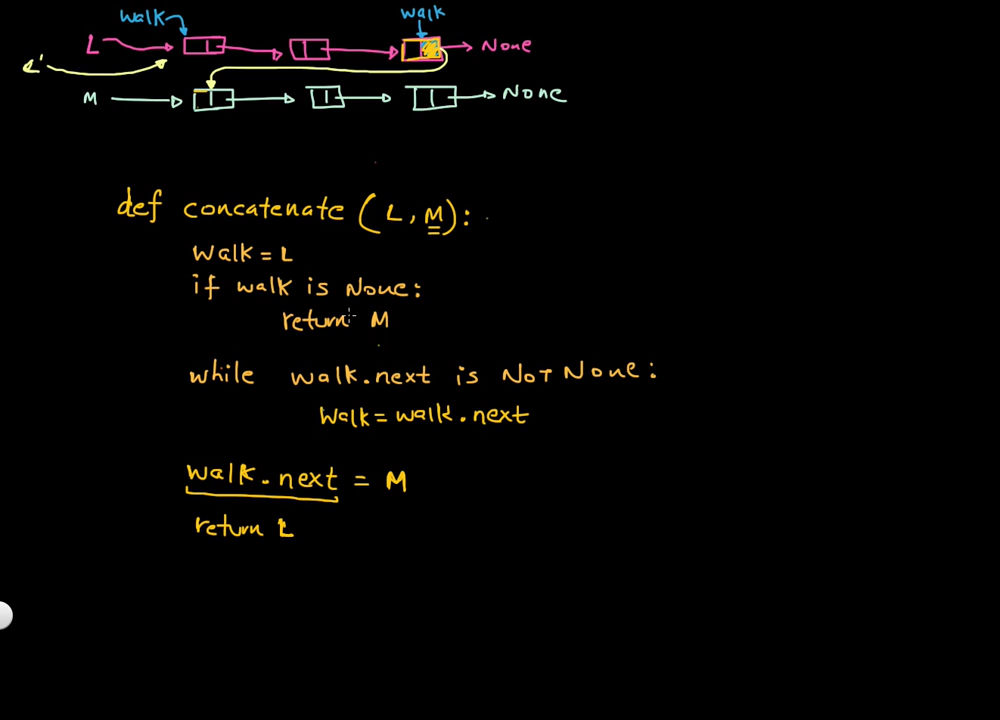 walk walk
L None
L'
M None
def concatenate (L, M):
walk = L
if walk is None:
return M
while walk.next is NOT None:
walk = walk.next
walk.next = M
return L